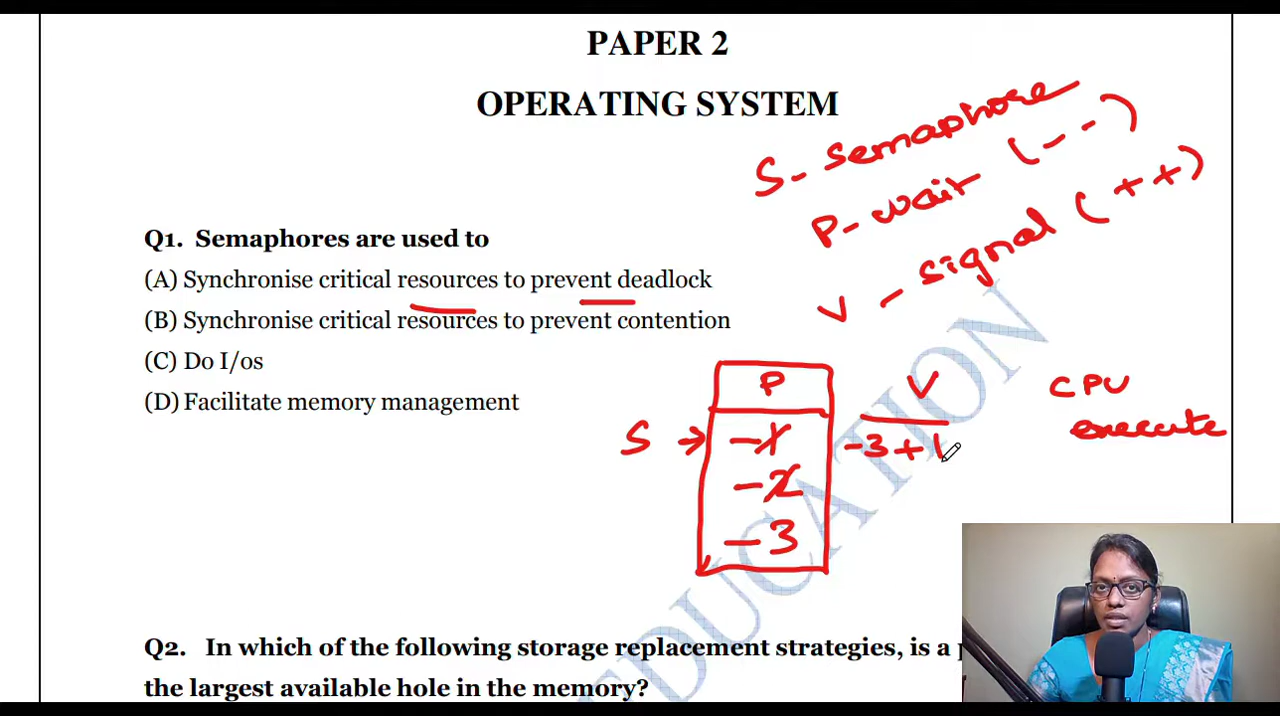 PAPER 2
OPERATING SYSTEM
S - Semaphore
P - wait (--)
V - signal (++)
Q1. Semaphores are used to
(A) Synchronise critical resources to prevent deadlock
(B) Synchronise critical resources to prevent contention
(C) Do I/os
(D) Facilitate memory management
P
V
CPU
execute
S → -1
-3+1
-2
-3
EDUCATION
Q2. In which of the following storage replacement strategies, is a
the largest available hole in the memory?